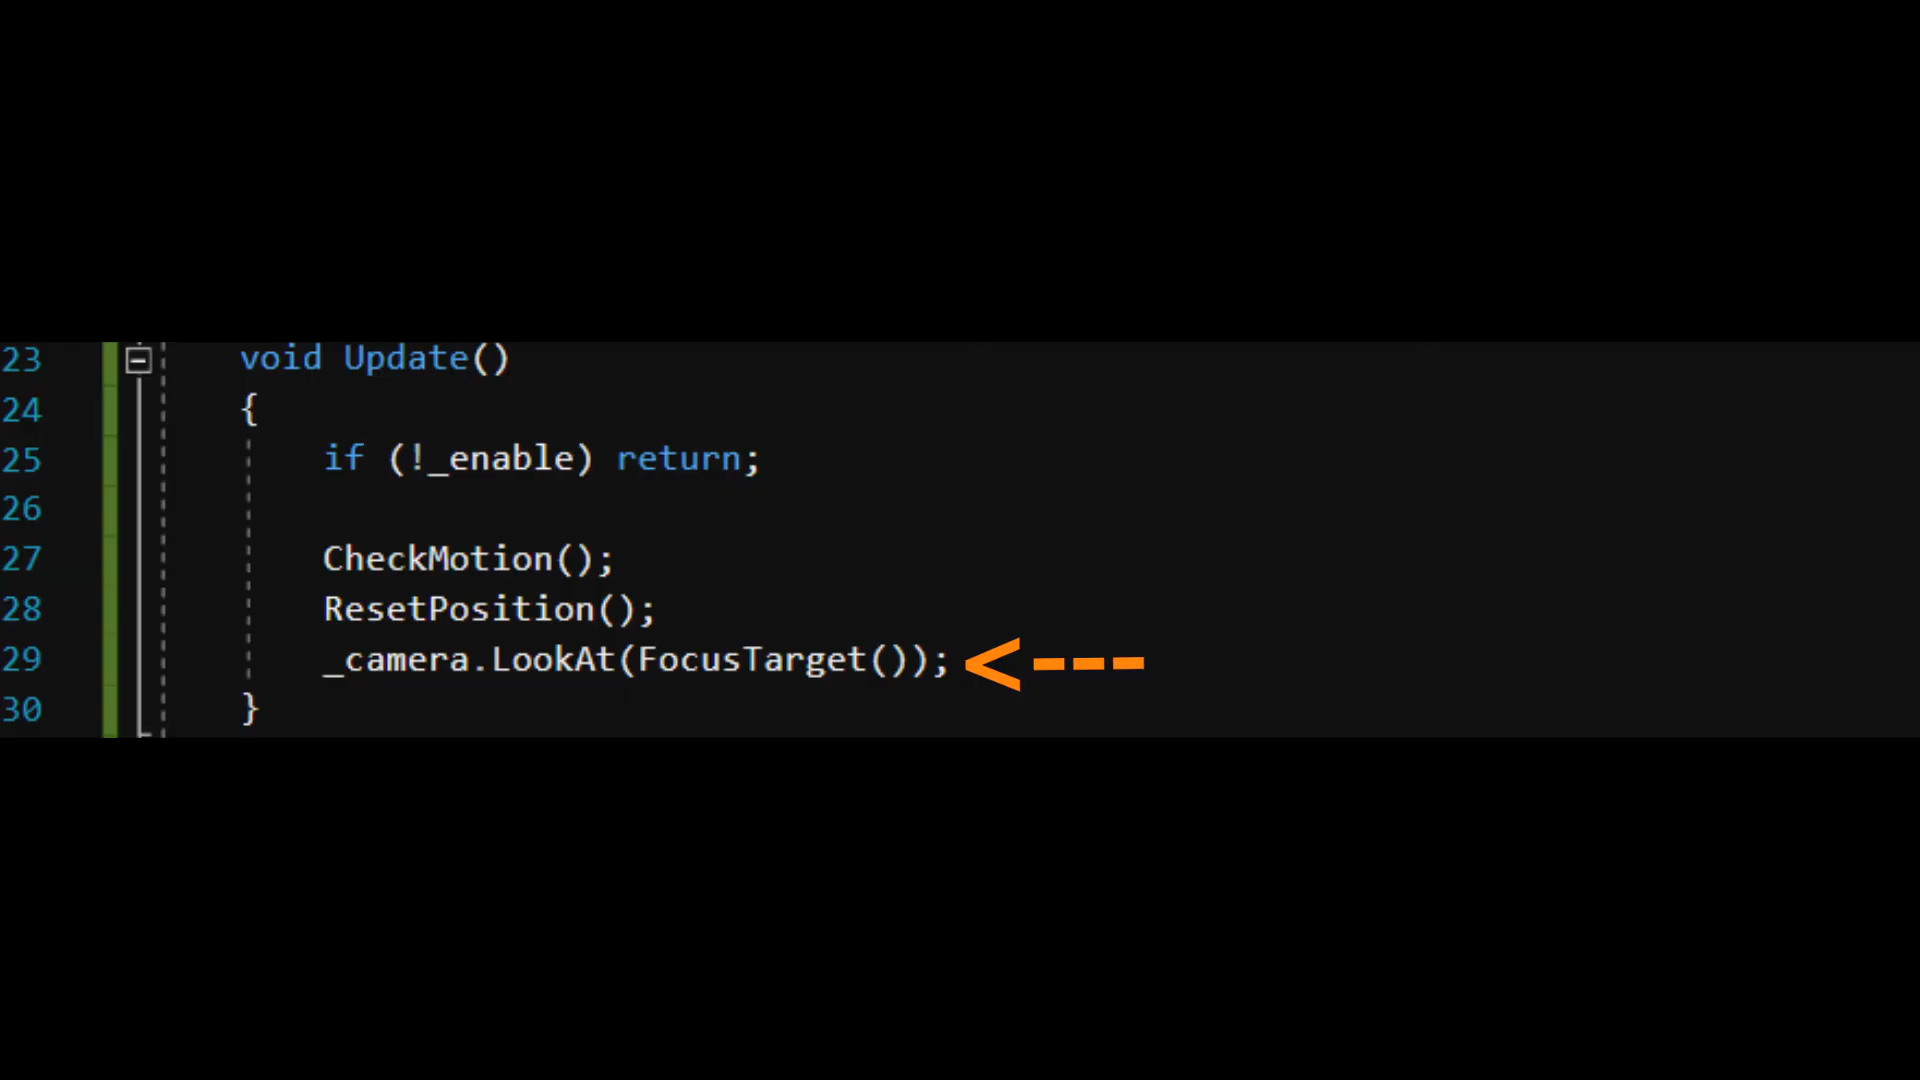 23 void Update()
24 {
25 if (!_enable) return;
26
27 CheckMotion();
28 ResetPosition();
29 _camera.LookAt(FocusTarget()); <---
30 }